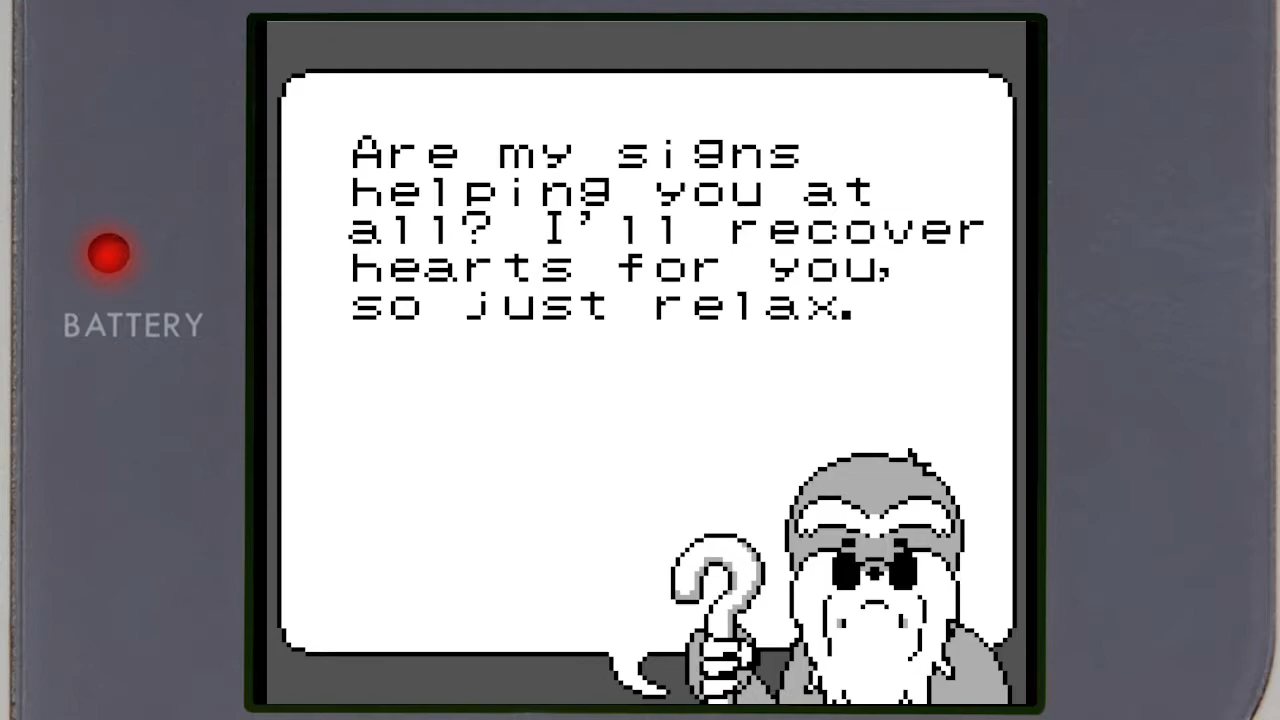 Are my signs
helping you at
all? I'll recover
hearts for you,
so just relax.
BATTERY